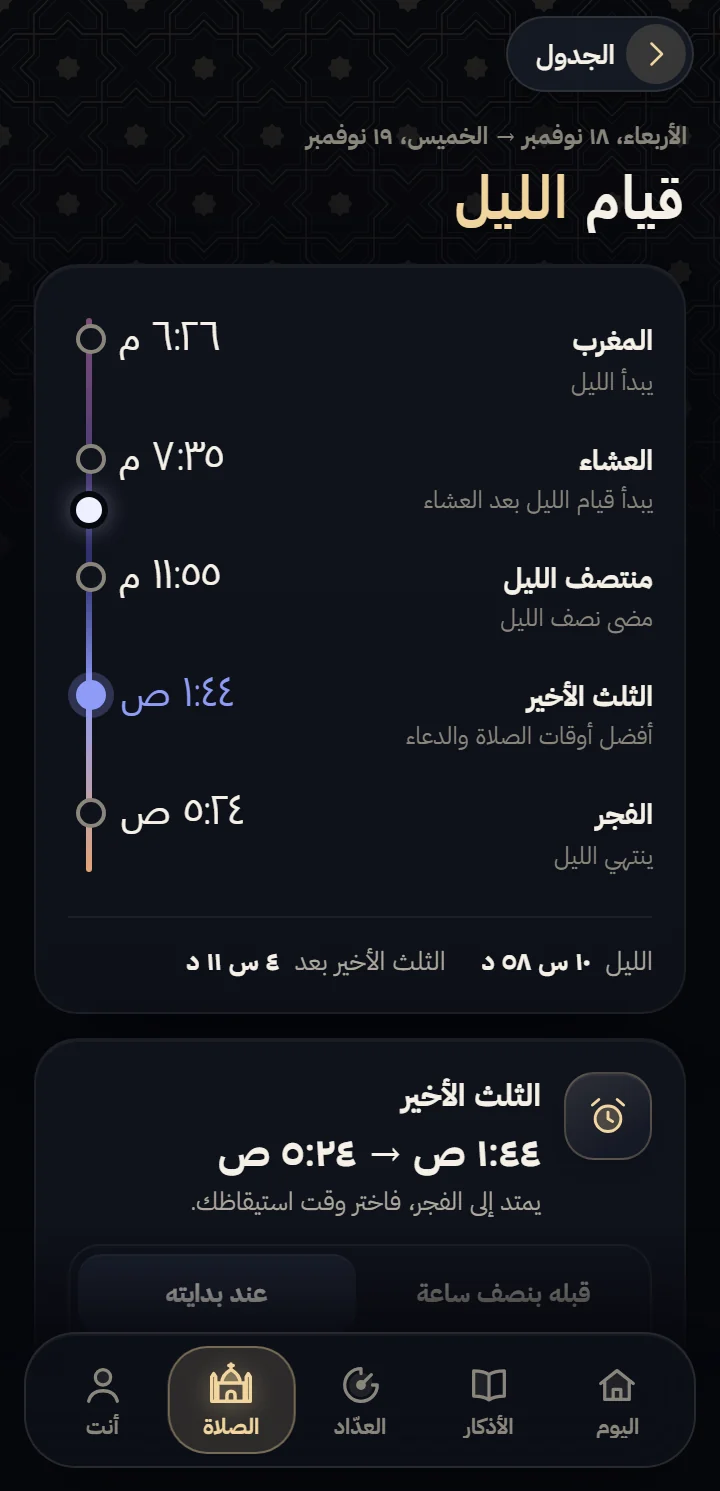 الجدول
الأربعاء، ١٨ نوفمبر → الخميس، ١٩ نوفمبر
قيام الليل
المغرب ٦:٢٦ م
يبدأ الليل
العشاء ٧:٣٥ م
يبدأ قيام الليل بعد العشاء
منتصف الليل ١١:٥٥ م
مضى نصف الليل
الثلث الأخير ١:٤٤ ص
أفضل أوقات الصلاة والدعاء
الفجر ٥:٢٤ ص
ينتهي الليل
الليل ١٠ س ٥٨ د الثلث الأخير بعد ٤ س ١١ د
الثلث الأخير
١:٤٤ ص → ٥:٢٤ ص
يمتد إلى الفجر، فاختر وقت استيقاظك.
قبله بنصف ساعة عند بدايته
اليوم الأذكار العدّاد الصلاة أنت